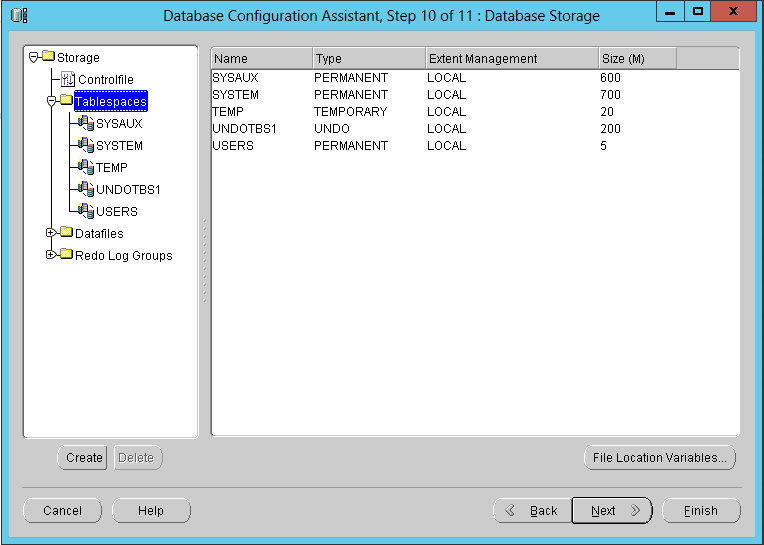 Database Configuration Assistant, Step 10 of 11 : Database Storage
Storage
Controlfile
Tablespaces
SYSAUX
SYSTEM
TEMP
UNDOTBS1
USERS
Datafiles
Redo Log Groups
Name Type Extent Management Size (M)
SYSAUX PERMANENT LOCAL 600
SYSTEM PERMANENT LOCAL 700
TEMP TEMPORARY LOCAL 20
UNDOTBS1 UNDO LOCAL 200
USERS PERMANENT LOCAL 5
Create Delete File Location Variables...
Cancel Help Back Next Finish